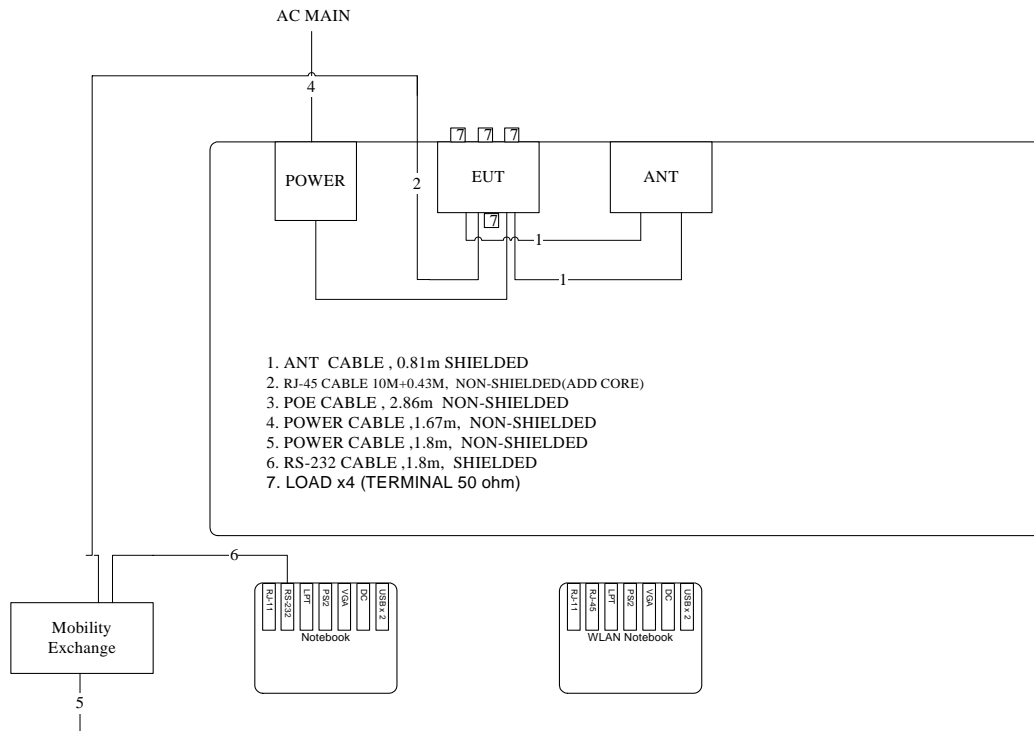 AC MAIN
4
7 7 7
POWER
2
EUT
ANT
7
1
1
1. ANT CABLE , 0.81m SHIELDED
2. RJ-45 CABLE 10M+0.43M, NON-SHIELDED(ADD CORE)
3. POE CABLE , 2.86m NON-SHIELDED
4. POWER CABLE ,1.67m, NON-SHIELDED
5. POWER CABLE ,1.8m, NON-SHIELDED
6. RS-232 CABLE ,1.8m, SHIELDED
7. LOAD x4 (TERMINAL 50 ohm)
6
RJ-11
RS-232
LPT
PS/2
VGA
DC
USB x 2
Notebook
RJ-11
RJ-45
LPT
PS/2
VGA
DC
USB x 2
WLAN Notebook
Mobility
Exchange
5